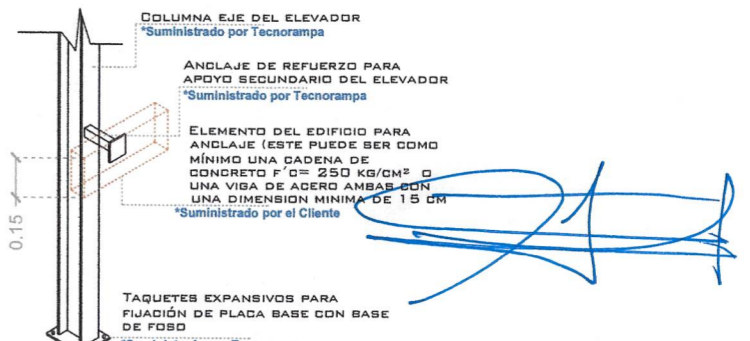 COLUMNA EJE DEL ELEVADOR
*Suministrado por Tecnorampa
ANCLAJE DE REFUERZO PARA
APOYO SECUNDARIO DEL ELEVADOR
*Suministrado por Tecnorampa
ELEMENTO DEL EDIFICIO PARA
ANCLAJE (ESTE PUEDE SER COMO
MÍNIMO UNA CADENA DE
CONCRETO F´C= 250 KG/CM² O
UNA VIGA DE ACERO AMBAS CON
UNA DIMENSION MINIMA DE 15 CM
*Suministrado por el Cliente
0.15
TAQUETES EXPANSIVOS PARA
FIJACIÓN DE PLACA BASE CON BASE
DE FOSO